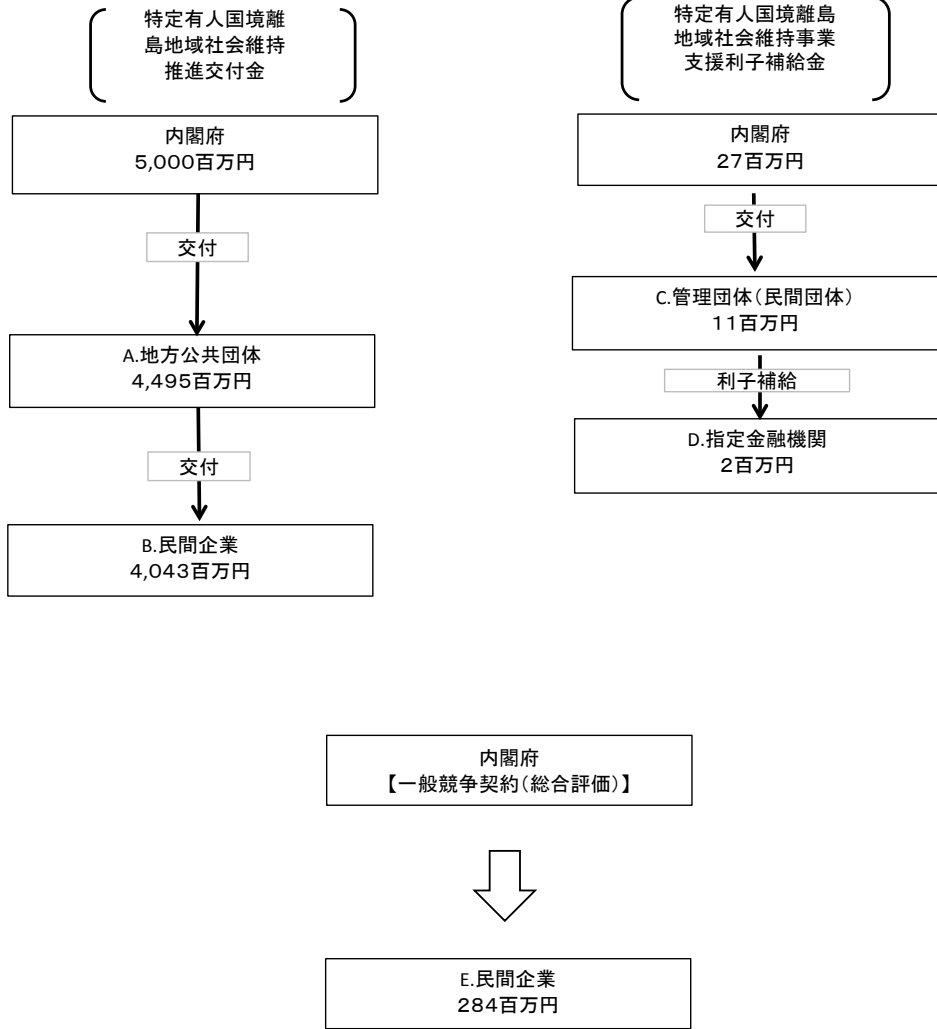 特定有人国境離
島地域社会維持
推進交付金
内閣府
5,000百万円
交付
A.地方公共団体
4,495百万円
交付
B.民間企業
4,043百万円
特定有人国境離島
地域社会維持事業
支援利子補給金
内閣府
27百万円
交付
C.管理団体(民間団体)
11百万円
利子補給
D.指定金融機関
2百万円
内閣府
【一般競争契約(総合評価)】
E.民間企業
284百万円